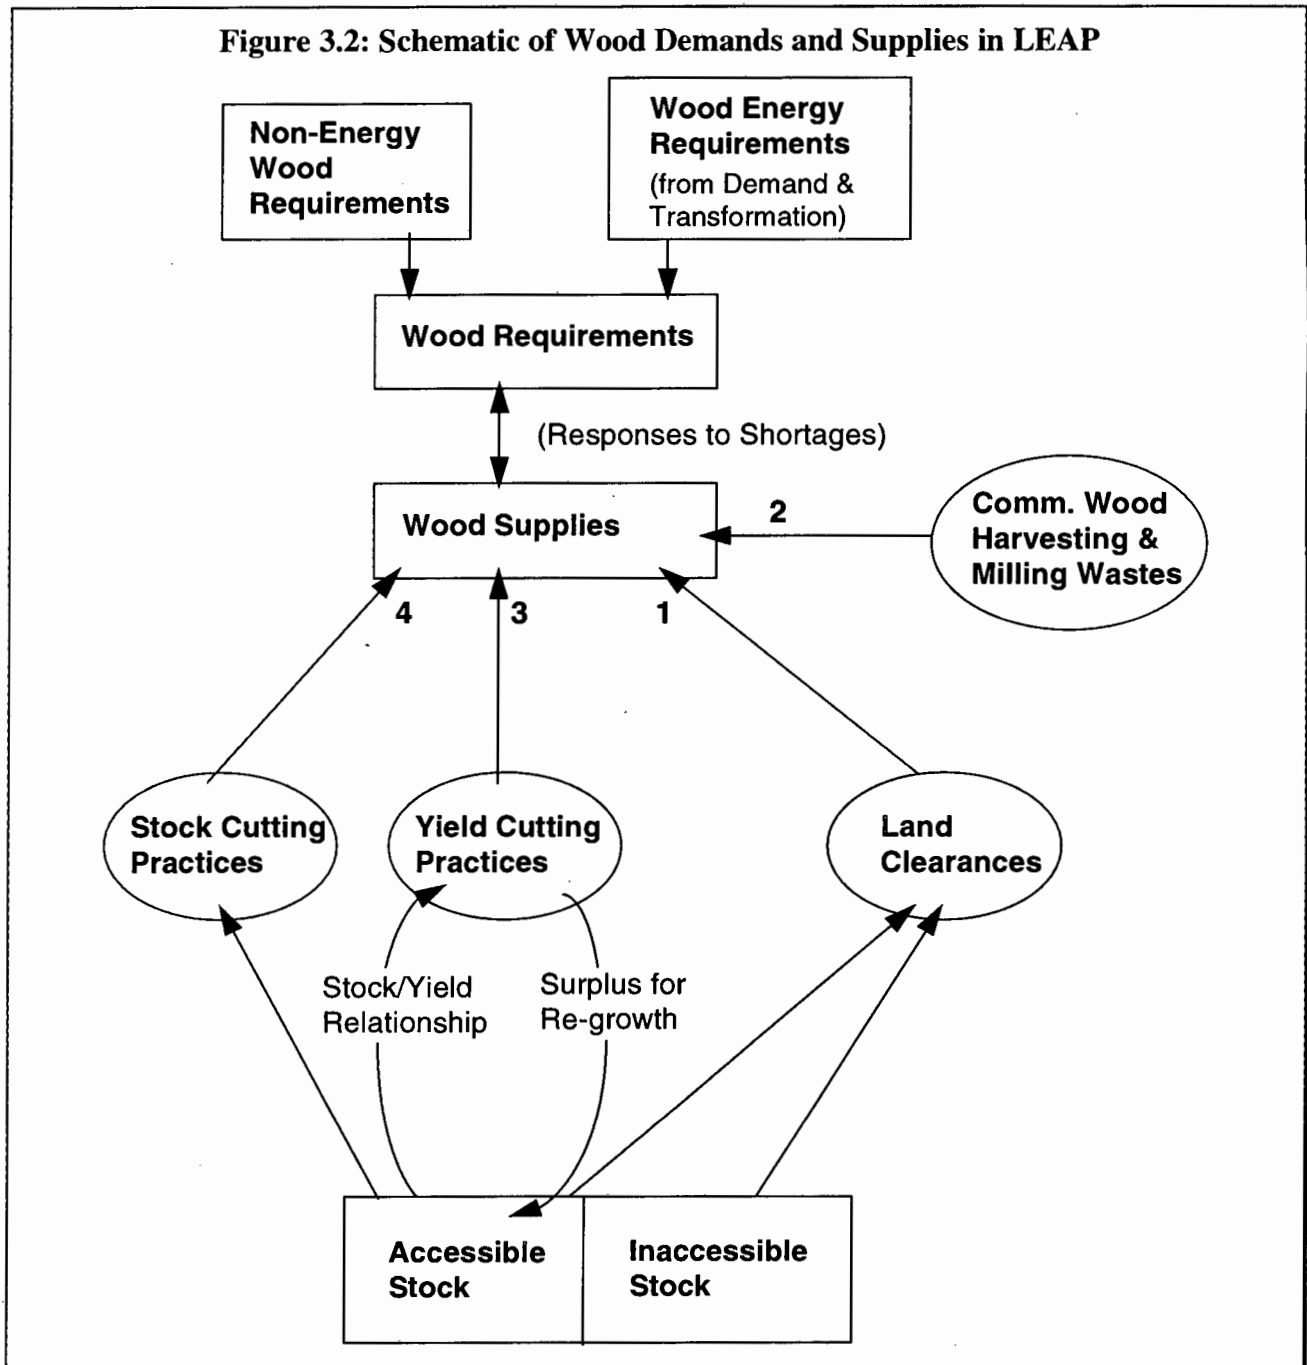 Figure 3.2: Schematic of Wood Demands and Supplies in LEAP
Non-Energy
Wood
Requirements
Wood Energy
Requirements
(from Demand &
Transformation)
Wood Requirements
(Responses to Shortages)
Wood Supplies
2
Comm. Wood
Harvesting &
Milling Wastes
4
3
1
Stock Cutting
Practices
Yield Cutting
Practices
Land
Clearances
Stock/Yield
Relationship
Surplus for
Re-growth
Accessible
Stock
Inaccessible
Stock